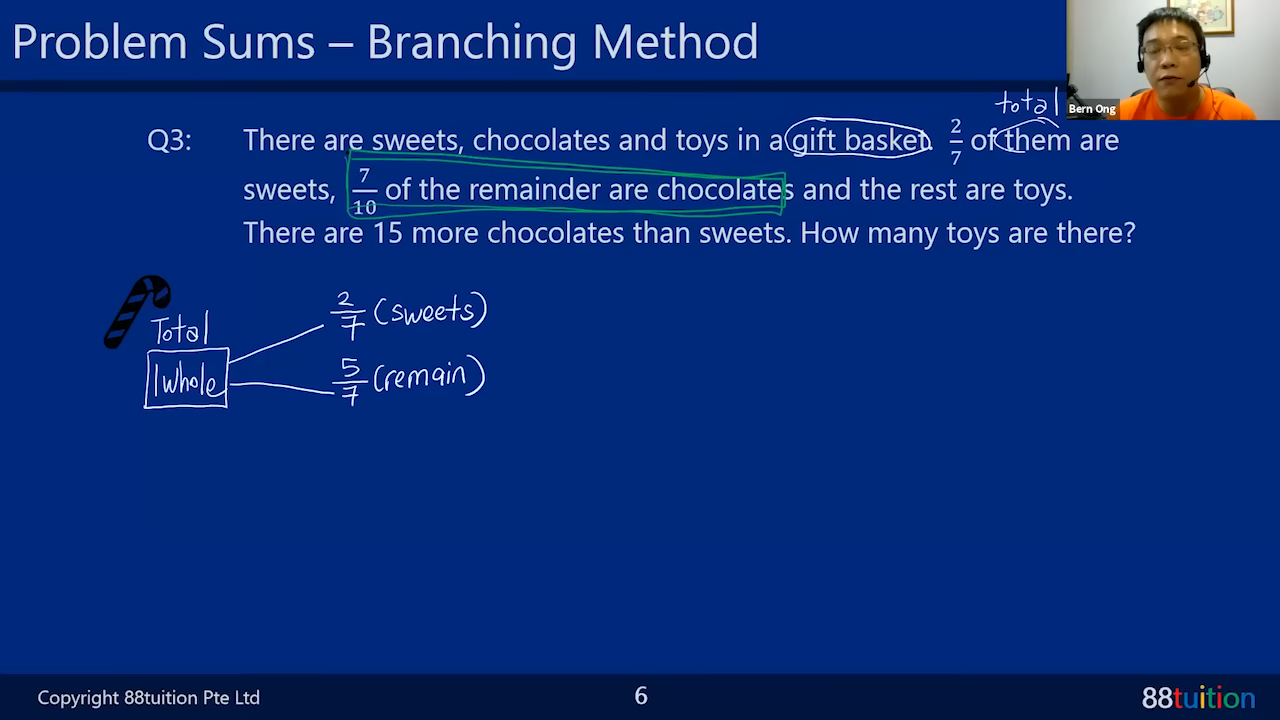 Problem Sums – Branching Method
Bern Ong
total
Q3: There are sweets, chocolates and toys in a gift basket. 2/7 of them are
sweets, 7/10 of the remainder are chocolates and the rest are toys.
There are 15 more chocolates than sweets. How many toys are there?
Total
1 whole
2/7 (sweets)
5/7 (remain)
Copyright 88tuition Pte Ltd
6
88tuition